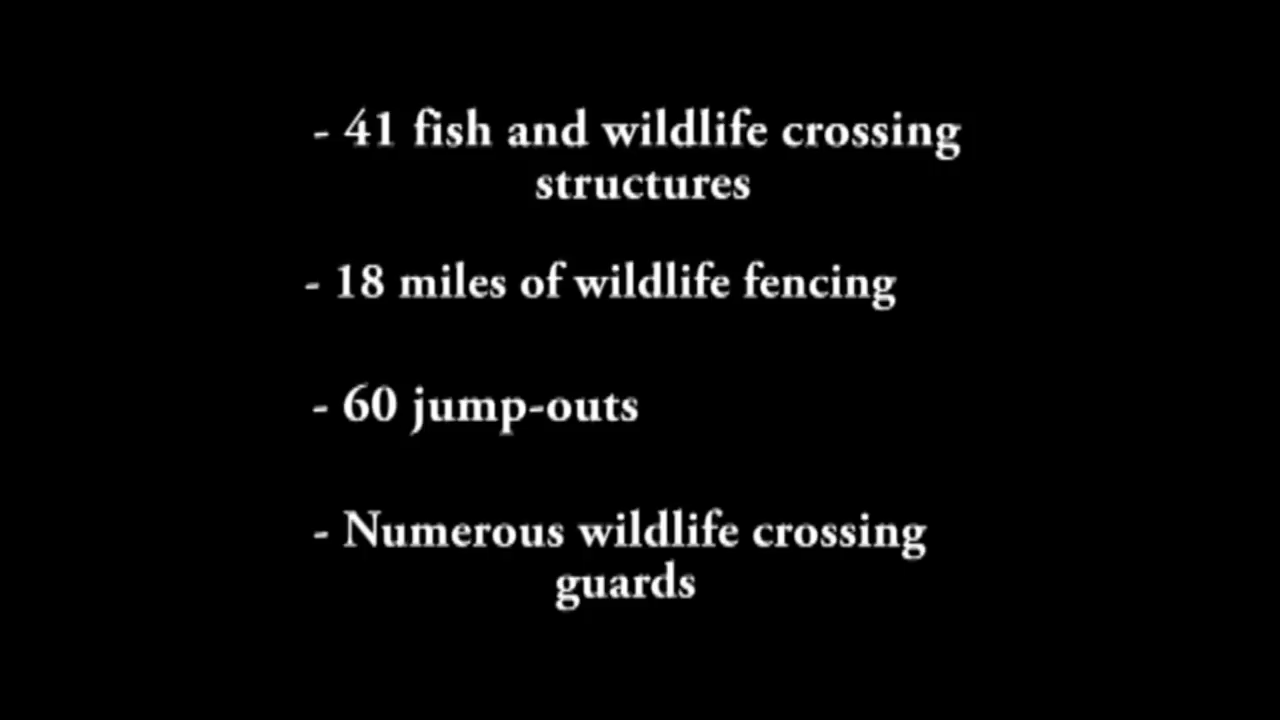 - 41 fish and wildlife crossing
structures
- 18 miles of wildlife fencing
- 60 jump-outs
- Numerous wildlife crossing
guards